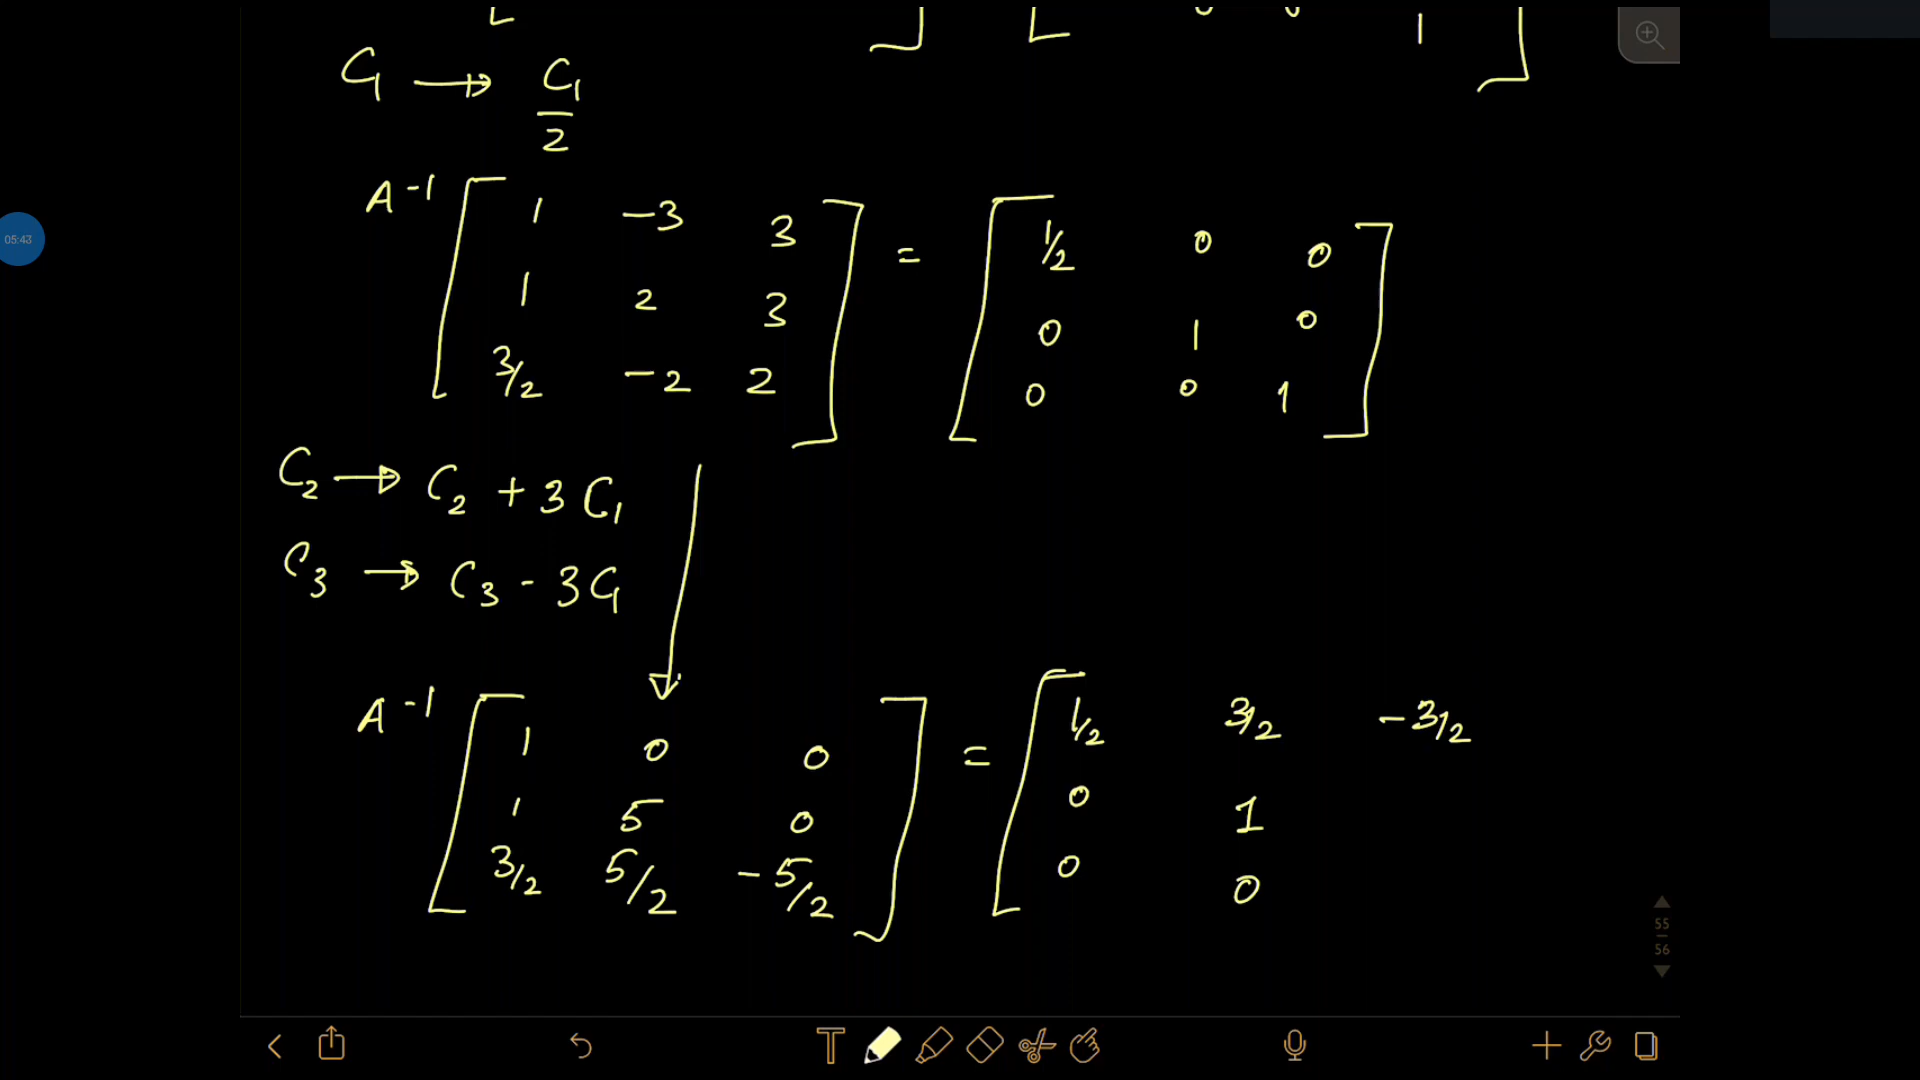 C₁ → C₁/2
A⁻¹ [1 -3 3; 1 2 3; 3/2 -2 2] = [1/2 0 0; 0 1 0; 0 0 1]
C₂ → C₂ + 3C₁
C₃ → C₃ - 3C₁
A⁻¹ [1 0 0; 1 5 0; 3/2 5/2 -5/2] = [1/2 3/2 -3/2; 0 1; 0 0
05:43
55
56
T